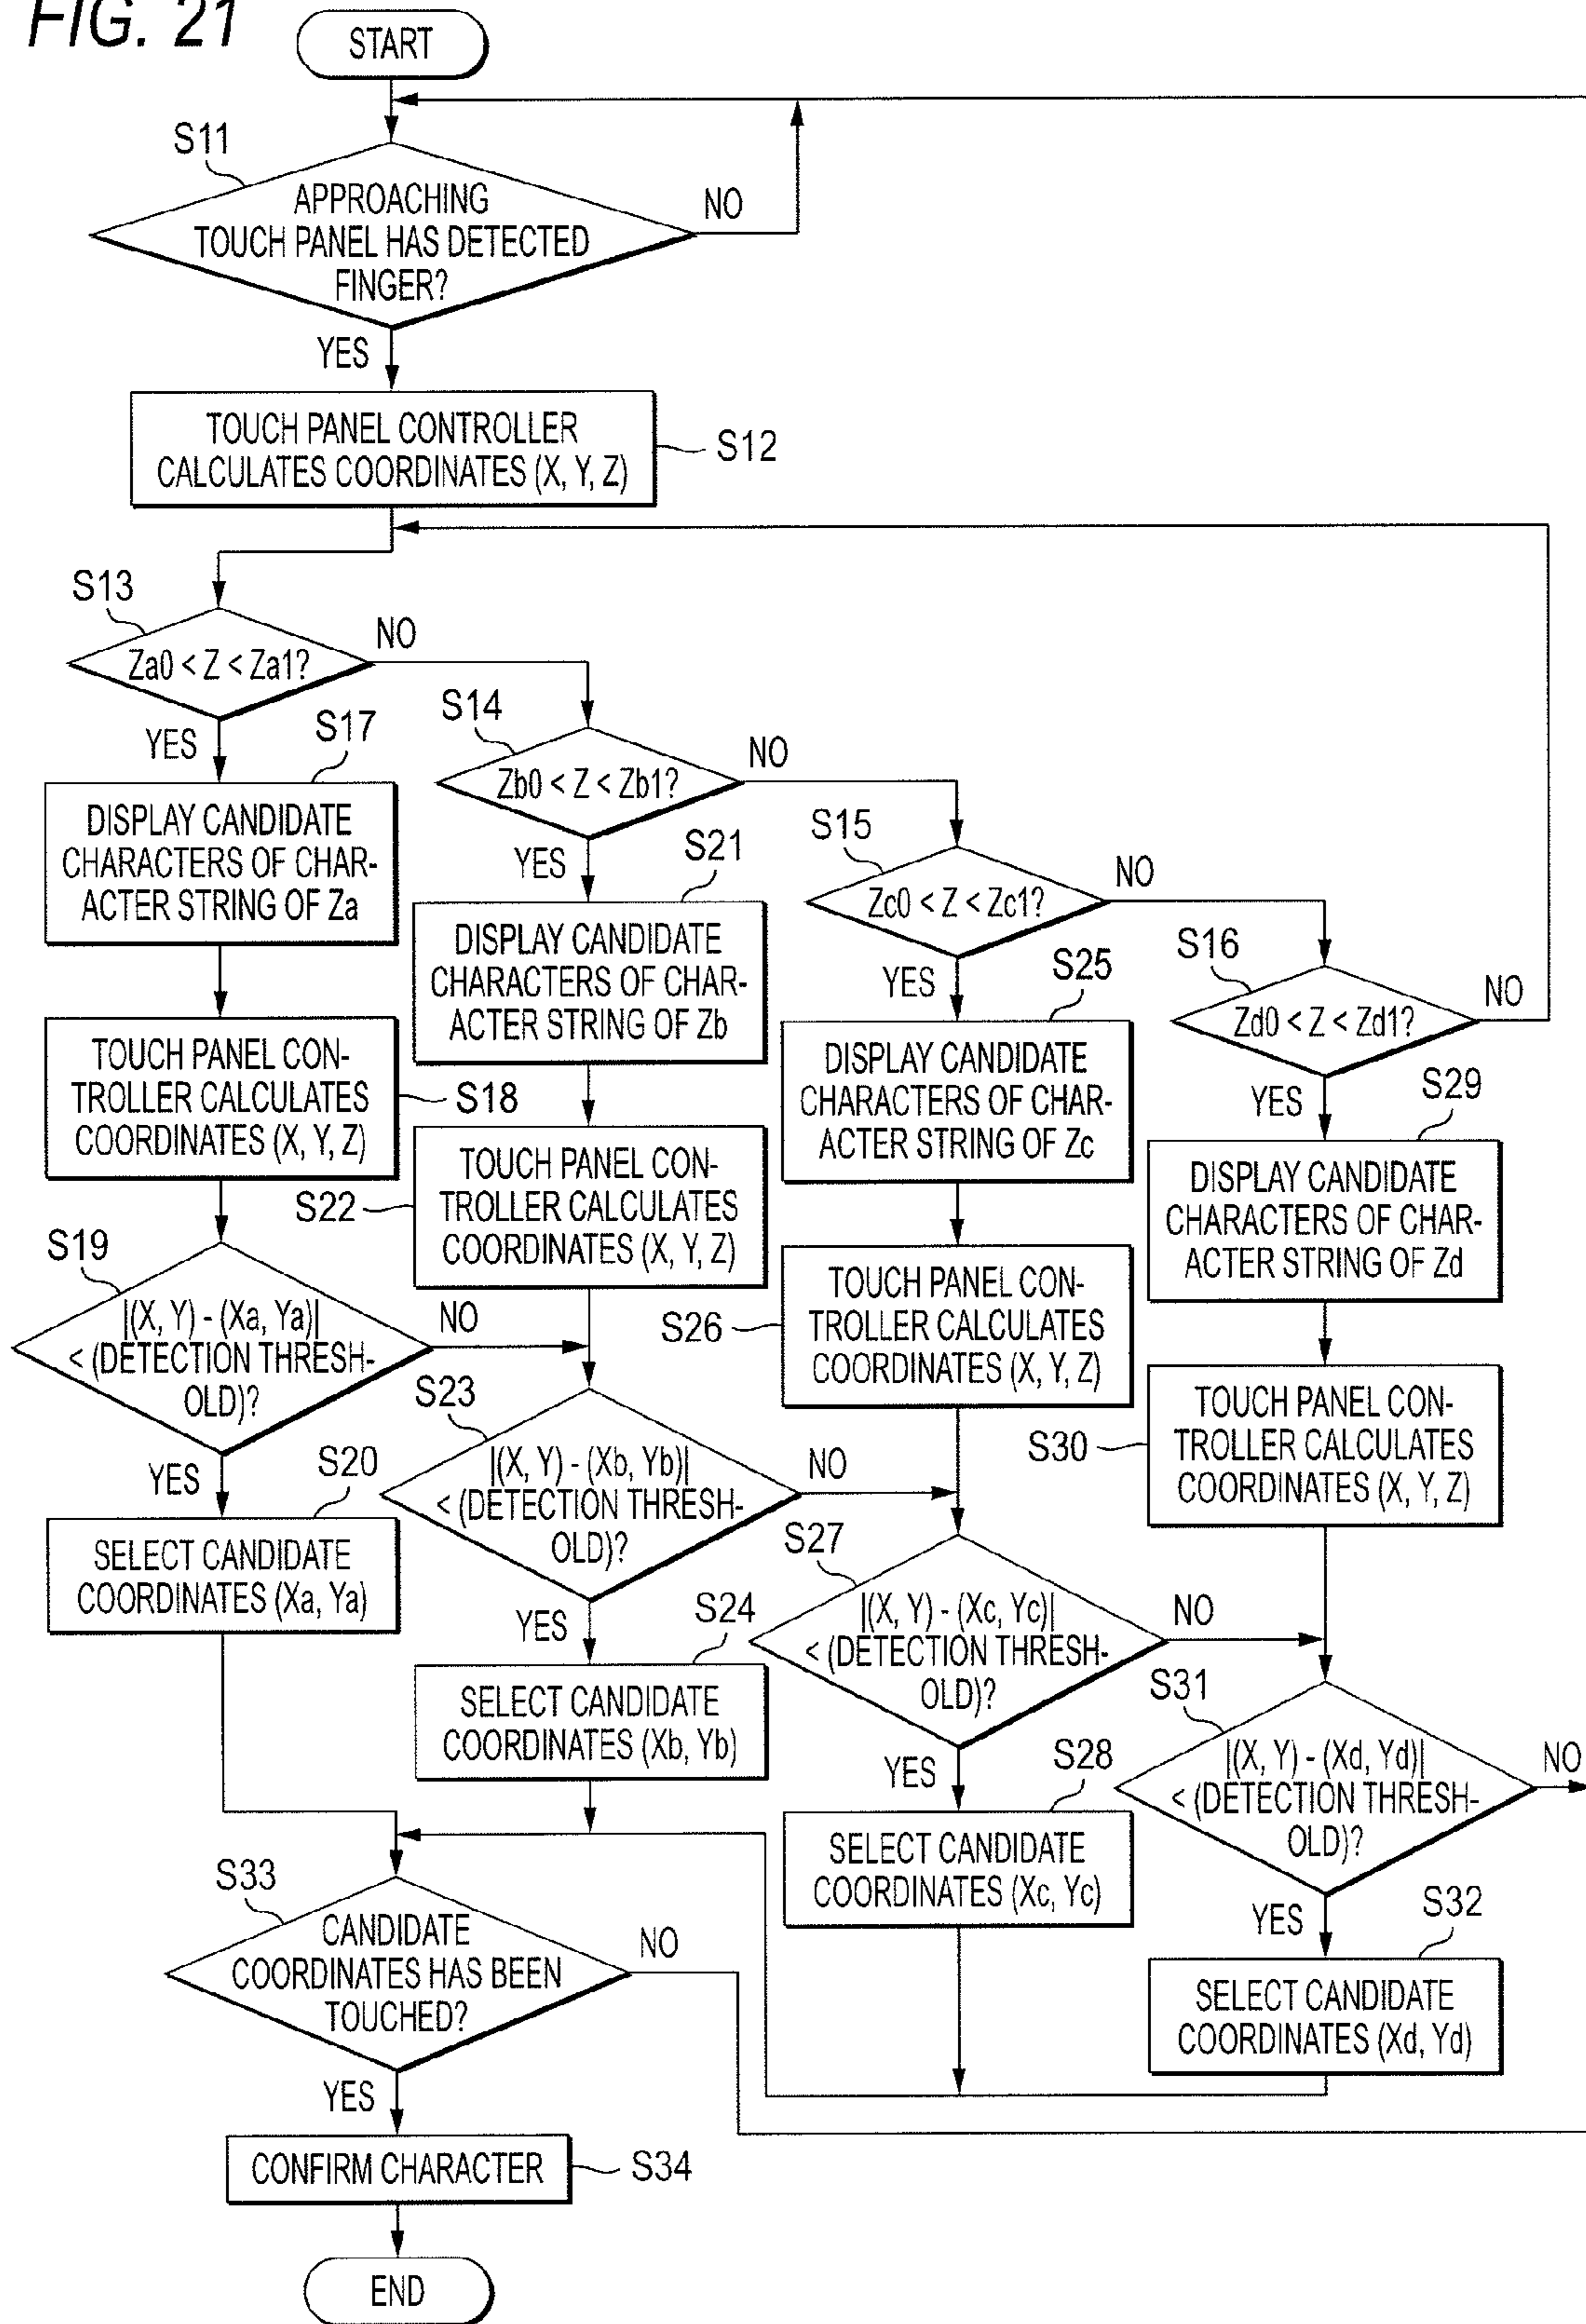 FIG. 21
START
S11
APPROACHING
TOUCH PANEL HAS DETECTED
FINGER?
NO
YES
TOUCH PANEL CONTROLLER
CALCULATES COORDINATES (X, Y, Z)
S12
S13
Za0 < Z < Za1?
NO
YES
S14
Zb0 < Z < Zb1?
NO
YES
S15
Zc0 < Z < Zc1?
NO
YES
S16
Zd0 < Z < Zd1?
NO
YES
S17
DISPLAY CANDIDATE
CHARACTERS OF CHAR-
ACTER STRING OF Za
TOUCH PANEL CON-
TROLLER CALCULATES
COORDINATES (X, Y, Z)
S18
S19
|(X, Y) - (Xa, Ya)|
< (DETECTION THRESH-
OLD)?
NO
YES
S20
SELECT CANDIDATE
COORDINATES (Xa, Ya)
S21
DISPLAY CANDIDATE
CHARACTERS OF CHAR-
ACTER STRING OF Zb
S22
TOUCH PANEL CON-
TROLLER CALCULATES
COORDINATES (X, Y, Z)
S23
|(X, Y) - (Xb, Yb)|
< (DETECTION THRESH-
OLD)?
NO
YES
S24
SELECT CANDIDATE
COORDINATES (Xb, Yb)
S25
DISPLAY CANDIDATE
CHARACTERS OF CHAR-
ACTER STRING OF Zc
S26
TOUCH PANEL CON-
TROLLER CALCULATES
COORDINATES (X, Y, Z)
S27
|(X, Y) - (Xc, Yc)|
< (DETECTION THRESH-
OLD)?
NO
YES
S28
SELECT CANDIDATE
COORDINATES (Xc, Yc)
S29
DISPLAY CANDIDATE
CHARACTERS OF CHAR-
ACTER STRING OF Zd
S30
TOUCH PANEL CON-
TROLLER CALCULATES
COORDINATES (X, Y, Z)
S31
|(X, Y) - (Xd, Yd)|
< (DETECTION THRESH-
OLD)?
NO
YES
S32
SELECT CANDIDATE
COORDINATES (Xd, Yd)
S33
CANDIDATE
COORDINATES HAS BEEN
TOUCHED?
NO
YES
CONFIRM CHARACTER
S34
END